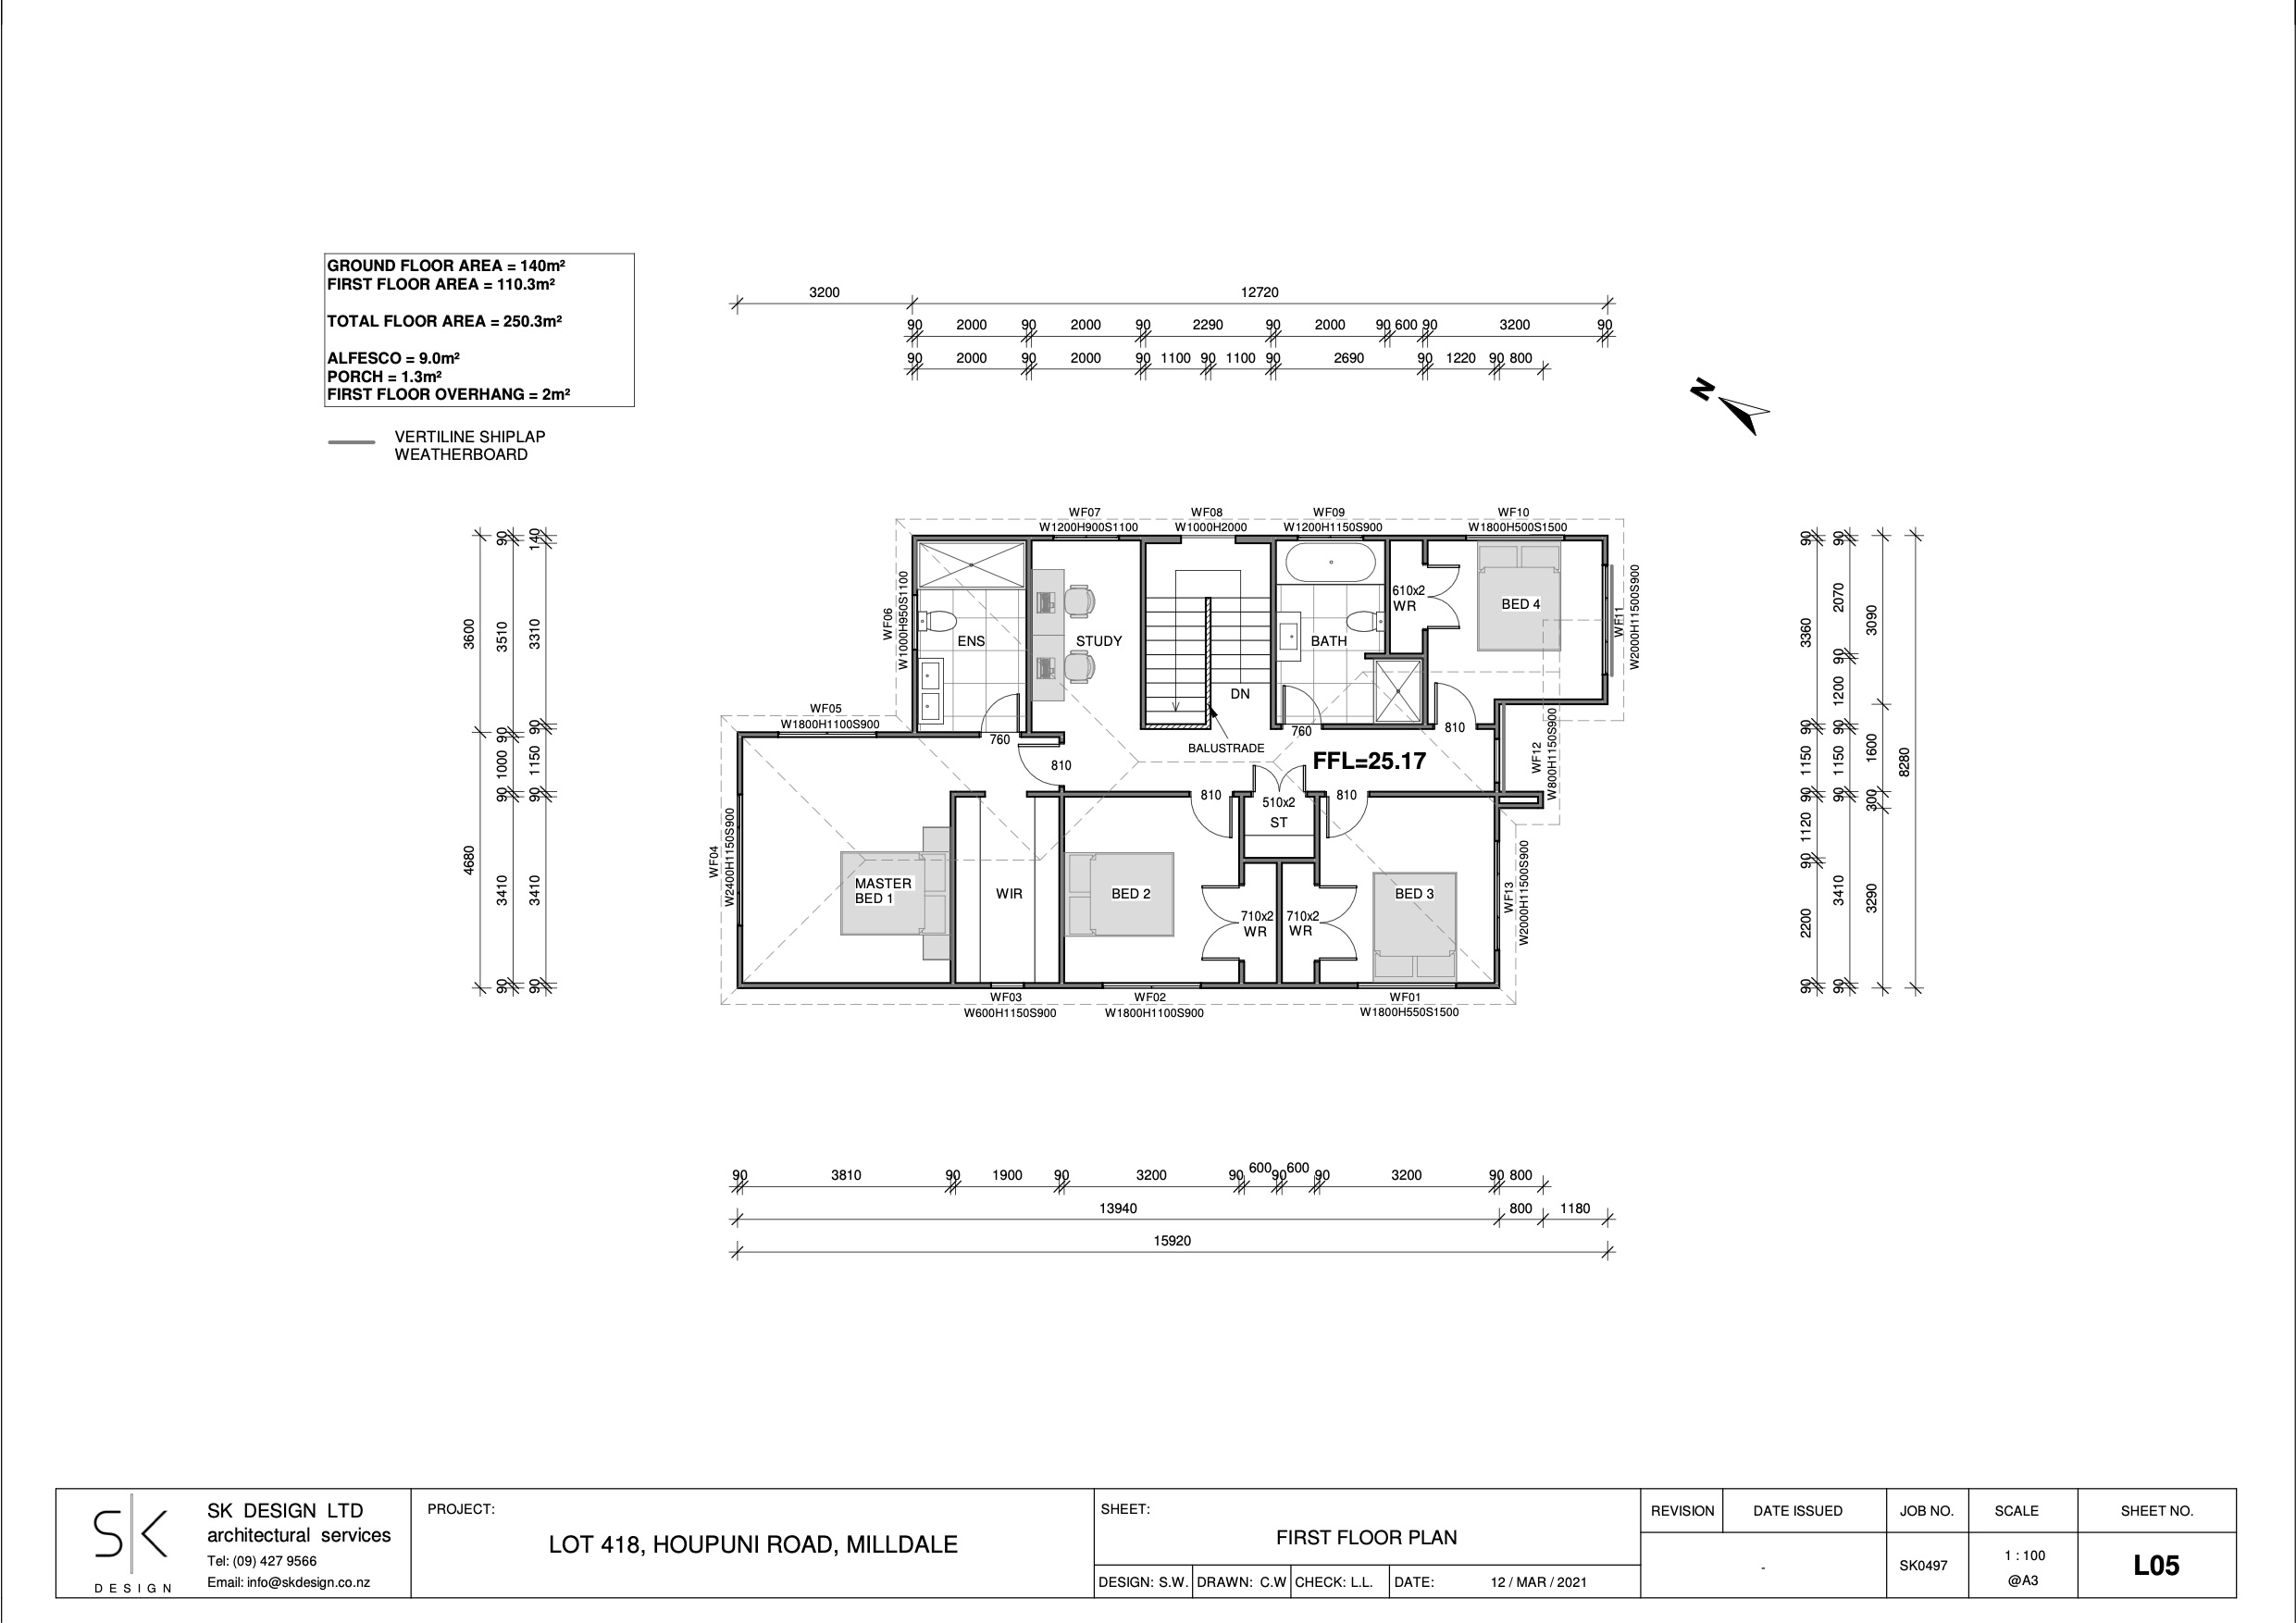 GROUND FLOOR AREA = 140m²
FIRST FLOOR AREA = 110.3m²
TOTAL FLOOR AREA = 250.3m²
ALFESCO = 9.0m²
PORCH = 1.3m²
FIRST FLOOR OVERHANG = 2m²
VERTILINE SHIPLAP
WEATHERBOARD
3200 12720
90 2000 90 2000 90 2290 90 2000 90 600 90 3200 90
90 2000 90 2000 90 1100 90 1100 90 2690 90 1220 90 800
N
WF07
W1200H900S1100
WF08
W1000H2000
WF09
W1200H1150S900
WF10
W1800H500S1500
WF06
W1000H950S1100
WF11
W2000H1150S900
3600
4680
90
3510
90
1000
90
3410
90
140
3310
90
1150
90
3410
90
ENS
STUDY
DN
BATH
610x2
WR
BED 4
WF05
W1800H1100S900
760
810
BALUSTRADE
760
FFL=25.17
810
WF12
W800H1150S900
810
510x2
ST
810
WF04
W2400H1150S900
MASTER
BED 1
WIR
BED 2
710x2
WR
710x2
WR
BED 3
WF13
W2000H1150S900
WF03
W600H1150S900
WF02
W1800H1100S900
WF01
W1800H550S1500
90
3360
90
1150
90
1120
90
2200
90
90
2070
90
1200
90
1150
90
3410
90
3090
1600
300
3290
8280
90 3810 90 1900 90 3200 90 600 90 600 90 3200 90 800
13940 800 1180
15920
SK
DESIGN
SK DESIGN LTD
architectural services
Tel: (09) 427 9566
Email: info@skdesign.co.nz
PROJECT:
LOT 418, HOUPUNI ROAD, MILLDALE
SHEET:
FIRST FLOOR PLAN
DESIGN: S.W. DRAWN: C.W CHECK: L.L. DATE: 12 / MAR / 2021
REVISION DATE ISSUED JOB NO. SCALE SHEET NO.
- SK0497 1 : 100
@A3
L05